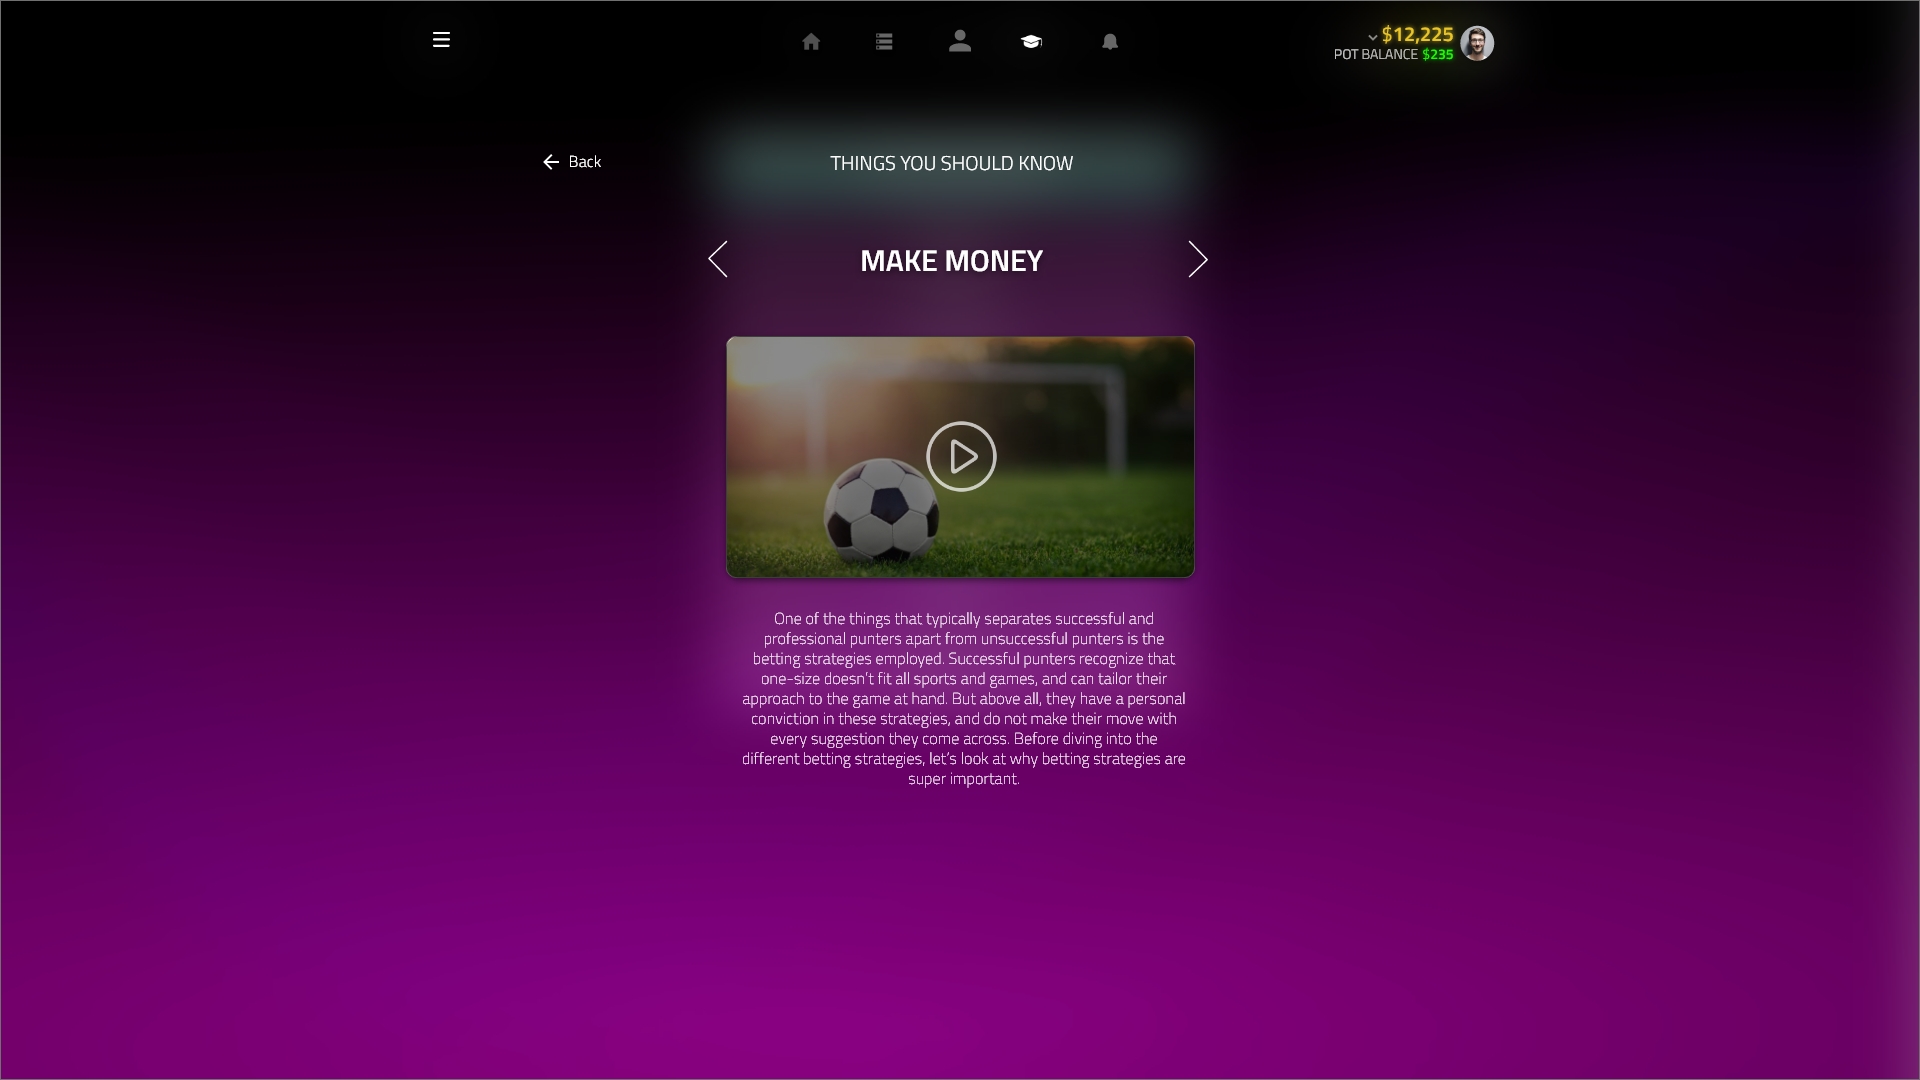 $12,225
POT BALANCE $235
Back
THINGS YOU SHOULD KNOW
MAKE MONEY
One of the things that typically separates successful and
professional punters apart from unsuccessful punters is the
betting strategies employed. Successful punters recognize that
one-size doesn't fit all sports and games, and can tailor their
approach to the game at hand. But above all, they have a personal
conviction in these strategies, and do not make their move with
every suggestion they come across. Before diving into the
different betting strategies, let's look at why betting strategies are
super important.